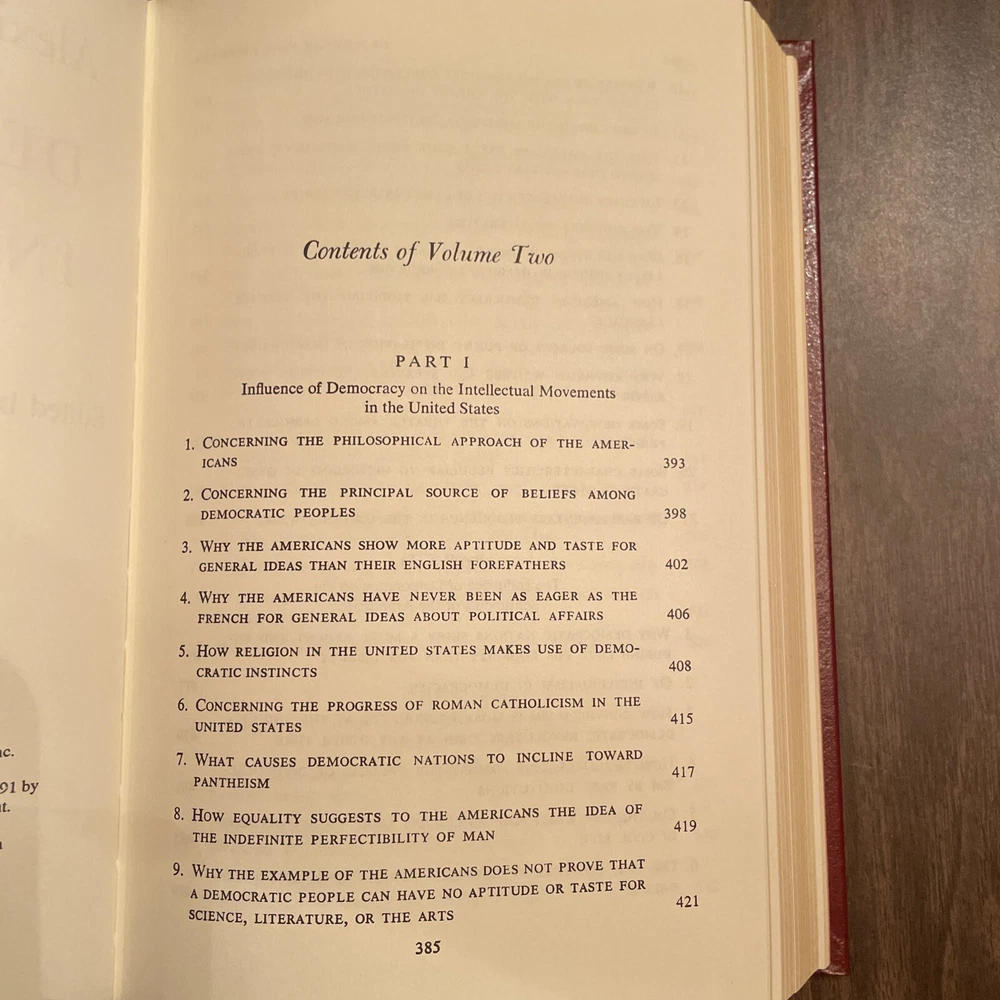 Contents of Volume Two
PART I
Influence of Democracy on the Intellectual Movements
in the United States
1. CONCERNING THE PHILOSOPHICAL APPROACH OF THE AMER-
ICANS 393
2. CONCERNING THE PRINCIPAL SOURCE OF BELIEFS AMONG
DEMOCRATIC PEOPLES 398
3. WHY THE AMERICANS SHOW MORE APTITUDE AND TASTE FOR
GENERAL IDEAS THAN THEIR ENGLISH FOREFATHERS 402
4. WHY THE AMERICANS HAVE NEVER BEEN AS EAGER AS THE
FRENCH FOR GENERAL IDEAS ABOUT POLITICAL AFFAIRS 406
5. HOW RELIGION IN THE UNITED STATES MAKES USE OF DEMO-
CRATIC INSTINCTS 408
6. CONCERNING THE PROGRESS OF ROMAN CATHOLICISM IN THE
UNITED STATES 415
7. WHAT CAUSES DEMOCRATIC NATIONS TO INCLINE TOWARD
PANTHEISM 417
8. HOW EQUALITY SUGGESTS TO THE AMERICANS THE IDEA OF
THE INDEFINITE PERFECTIBILITY OF MAN 419
9. WHY THE EXAMPLE OF THE AMERICANS DOES NOT PROVE THAT
A DEMOCRATIC PEOPLE CAN HAVE NO APTITUDE OR TASTE FOR
SCIENCE, LITERATURE, OR THE ARTS 421
385
91 by